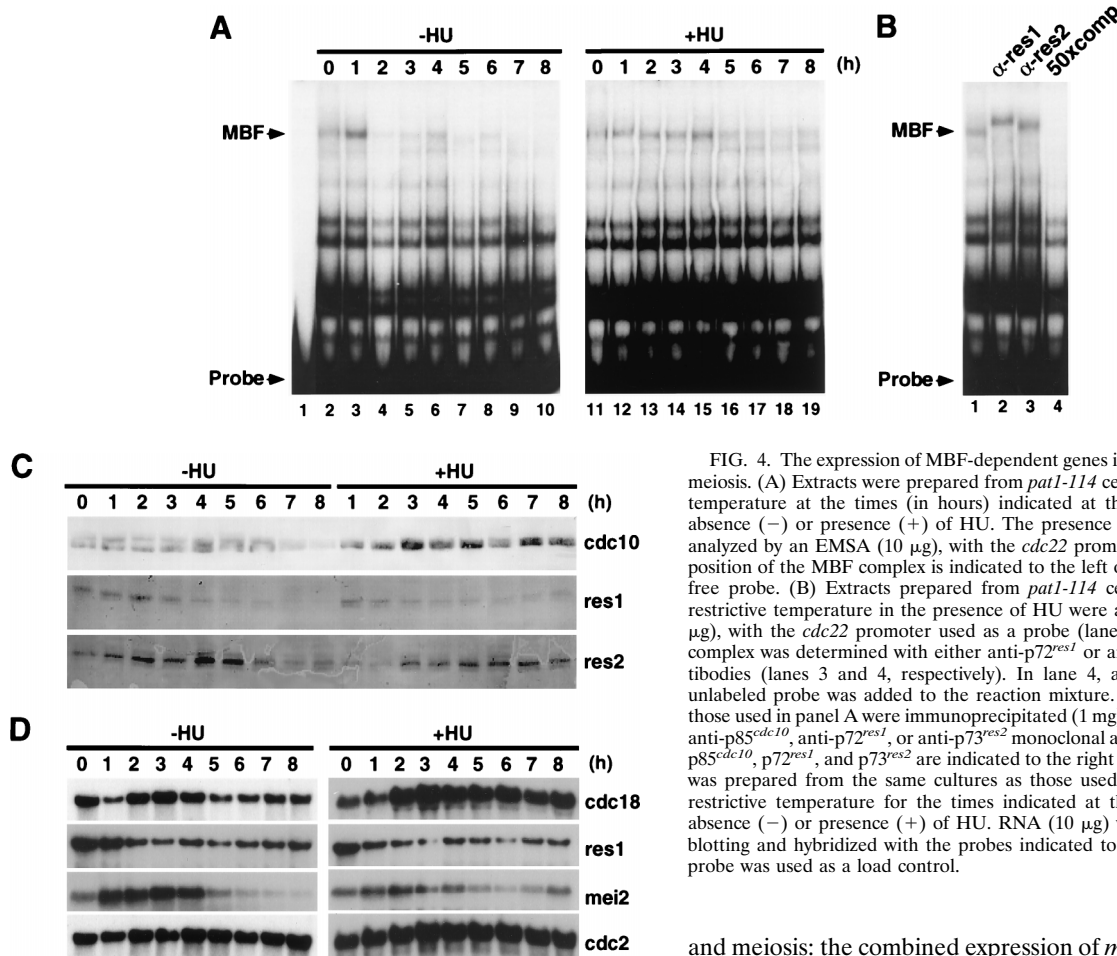 A
-HU
+HU
0 1 2 3 4 5 6 7 8
0 1 2 3 4 5 6 7 8 (h)
MBF
Probe
1 2 3 4 5 6 7 8 9 10
11 12 13 14 15 16 17 18 19
B
α-res1
α-res2
50xcomp
MBF
Probe
1 2 3 4
C
-HU
+HU
0 1 2 3 4 5 6 7 8 0 1 2 3 4 5 6 7 8 (h)
cdc10
res1
res2
D
-HU
+HU
0 1 2 3 4 5 6 7 8 0 1 2 3 4 5 6 7 8 (h)
cdc18
res1
mei2
cdc2
FIG. 4. The expression of MBF-dependent genes i
meiosis. (A) Extracts were prepared from pat1-114 ce
temperature at the times (in hours) indicated at th
absence (−) or presence (+) of HU. The presence
analyzed by an EMSA (10 μg), with the cdc22 prom
position of the MBF complex is indicated to the left o
free probe. (B) Extracts prepared from pat1-114 ce
restrictive temperature in the presence of HU were a
μg), with the cdc22 promoter used as a probe (lane
complex was determined with either anti-p72res1 or an
tibodies (lanes 3 and 4, respectively). In lane 4, a
unlabeled probe was added to the reaction mixture.
those used in panel A were immunoprecipitated (1 mg
anti-p85cdc10, anti-p72res1, or anti-p73res2 monoclonal a
p85cdc10, p72res1, and p73res2 are indicated to the right
was prepared from the same cultures as those used
restrictive temperature for the times indicated at th
absence (−) or presence (+) of HU. RNA (10 μg)
blotting and hybridized with the probes indicated to
probe was used as a load control.
and meiosis: the combined expression of m